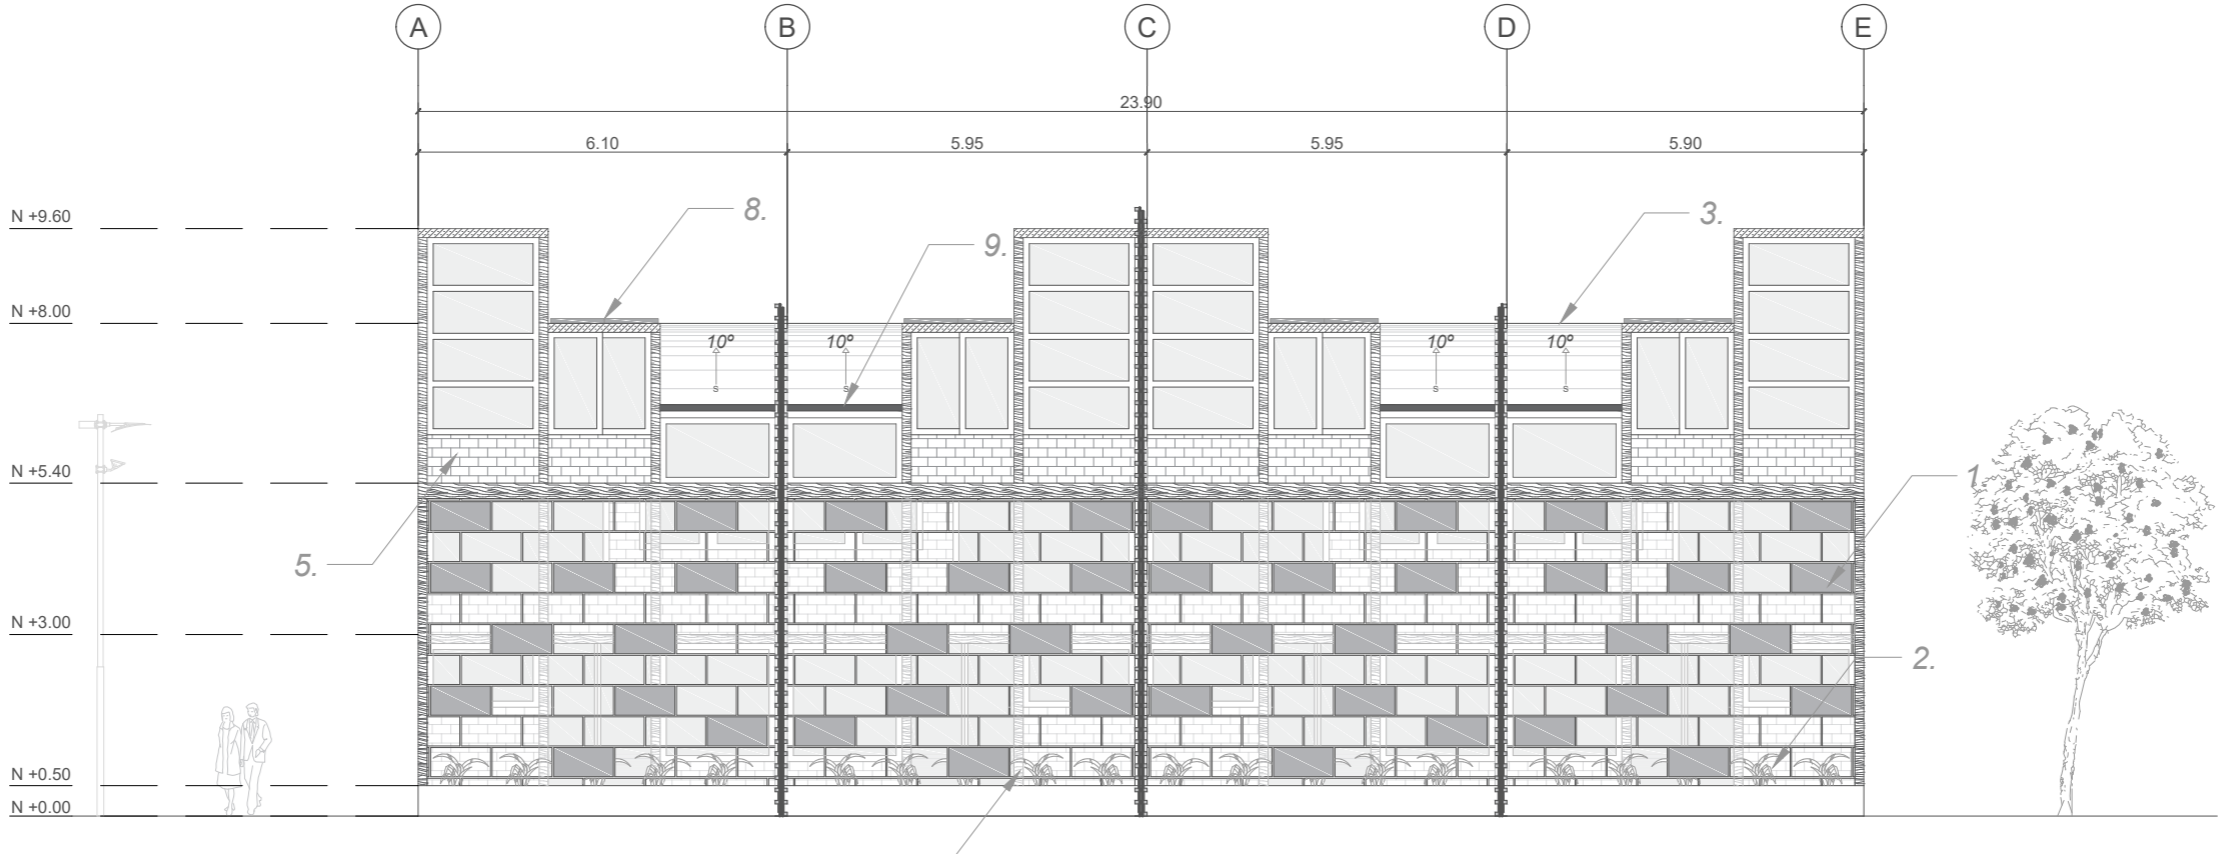 A B C D E
23.90
6.10 5.95 5.95 5.90
N +9.60
8. 9. 3.
N +8.00
10º 10º 10º 10º
S S S S
N +5.40
1.
5.
N +3.00
2.
N +0.50
N +0.00